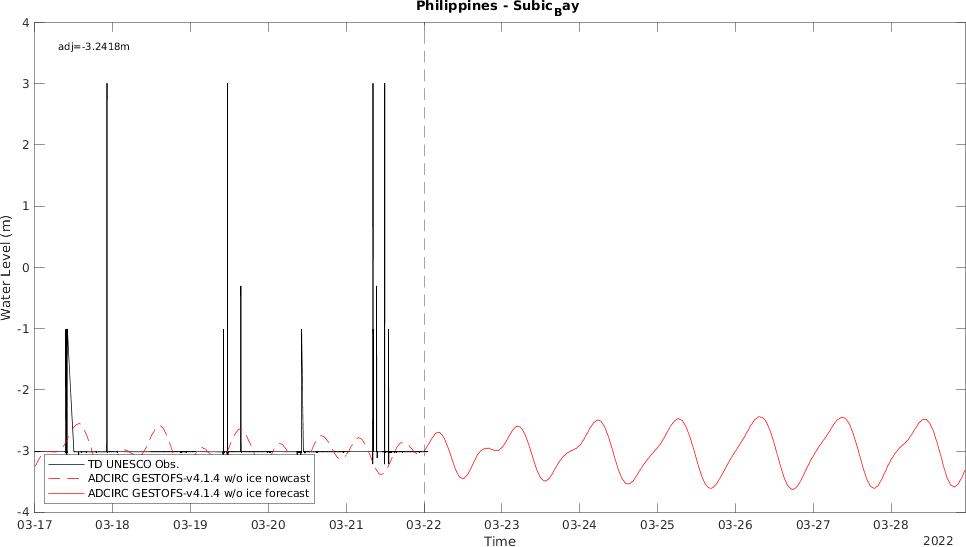 Philippines - Subic_Bay
adj=-3.2418m
4
3
2
1
0
-1
-2
-3
-4
Water Level (m)
TD UNESCO Obs.
ADCIRC GESTOFS-v4.1.4 w/o ice nowcast
ADCIRC GESTOFS-v4.1.4 w/o ice forecast
03-17 03-18 03-19 03-20 03-21 03-22 03-23 03-24 03-25 03-26 03-27 03-28
Time
2022